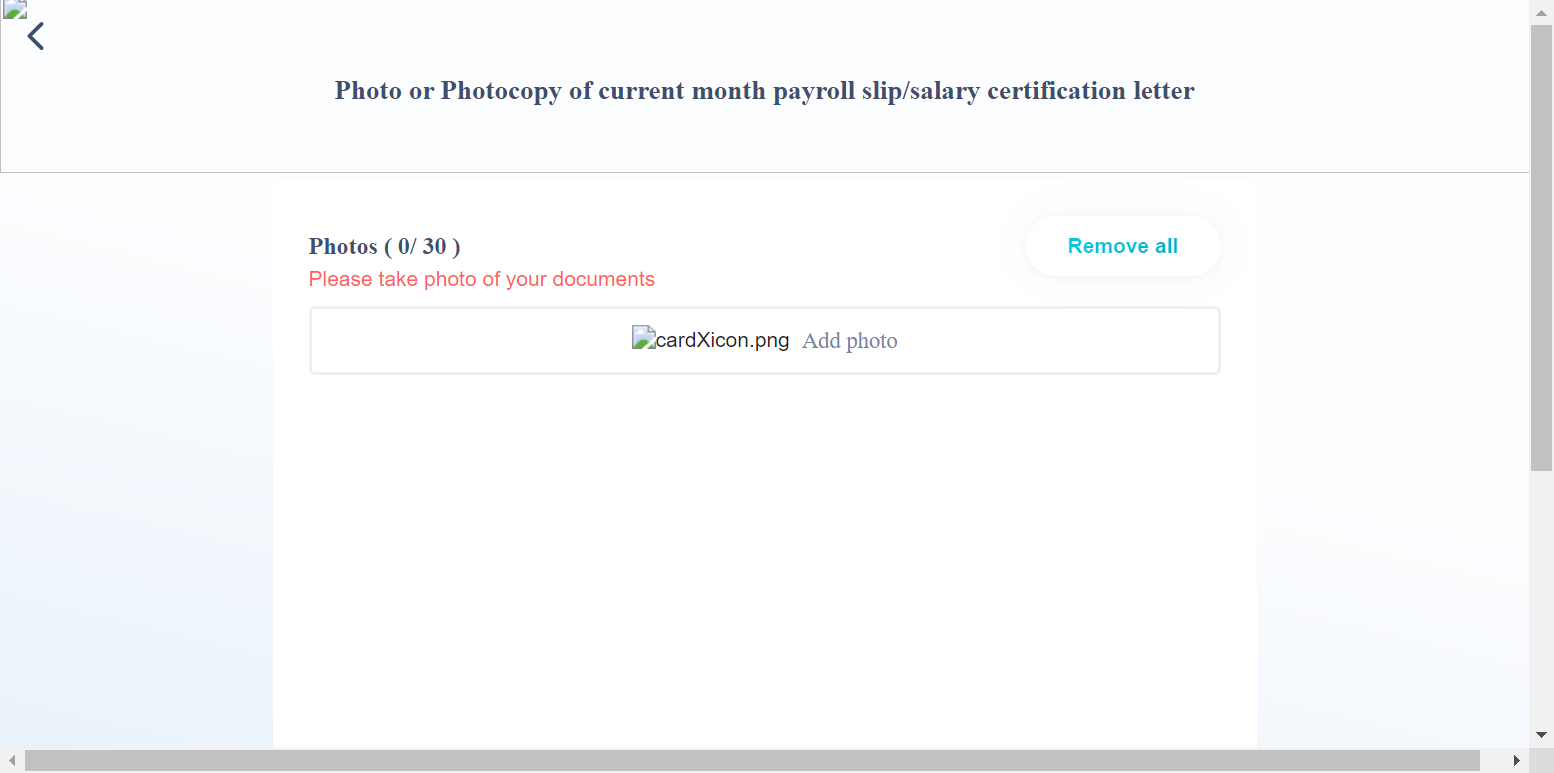 Photo or Photocopy of current month payroll slip/salary certification letter
Photos ( 0/ 30 )
Remove all
Please take photo of your documents
cardXicon.png Add photo